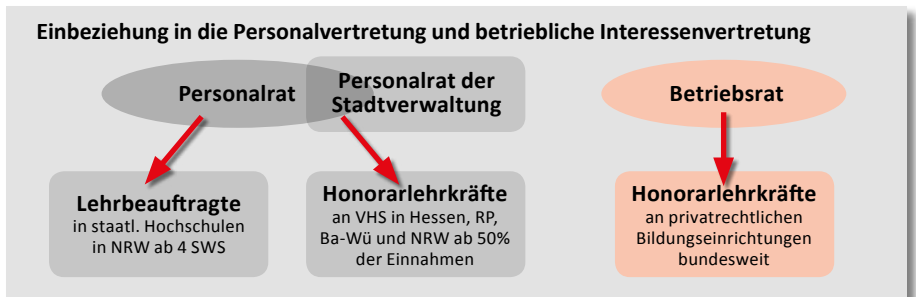 Einbeziehung in die Personalvertretung und betriebliche Interessenvertretung
Personalrat
Personalrat der
Stadtverwaltung
Betriebsrat
Lehrbeauftragte
in staatl. Hochschulen
in NRW ab 4 SWS
Honorarlehrkräfte
an VHS in Hessen, RP,
Ba-Wü und NRW ab 50%
der Einnahmen
Honorarlehrkräfte
an privatrechtlichen
Bildungseinrichtungen
bundesweit